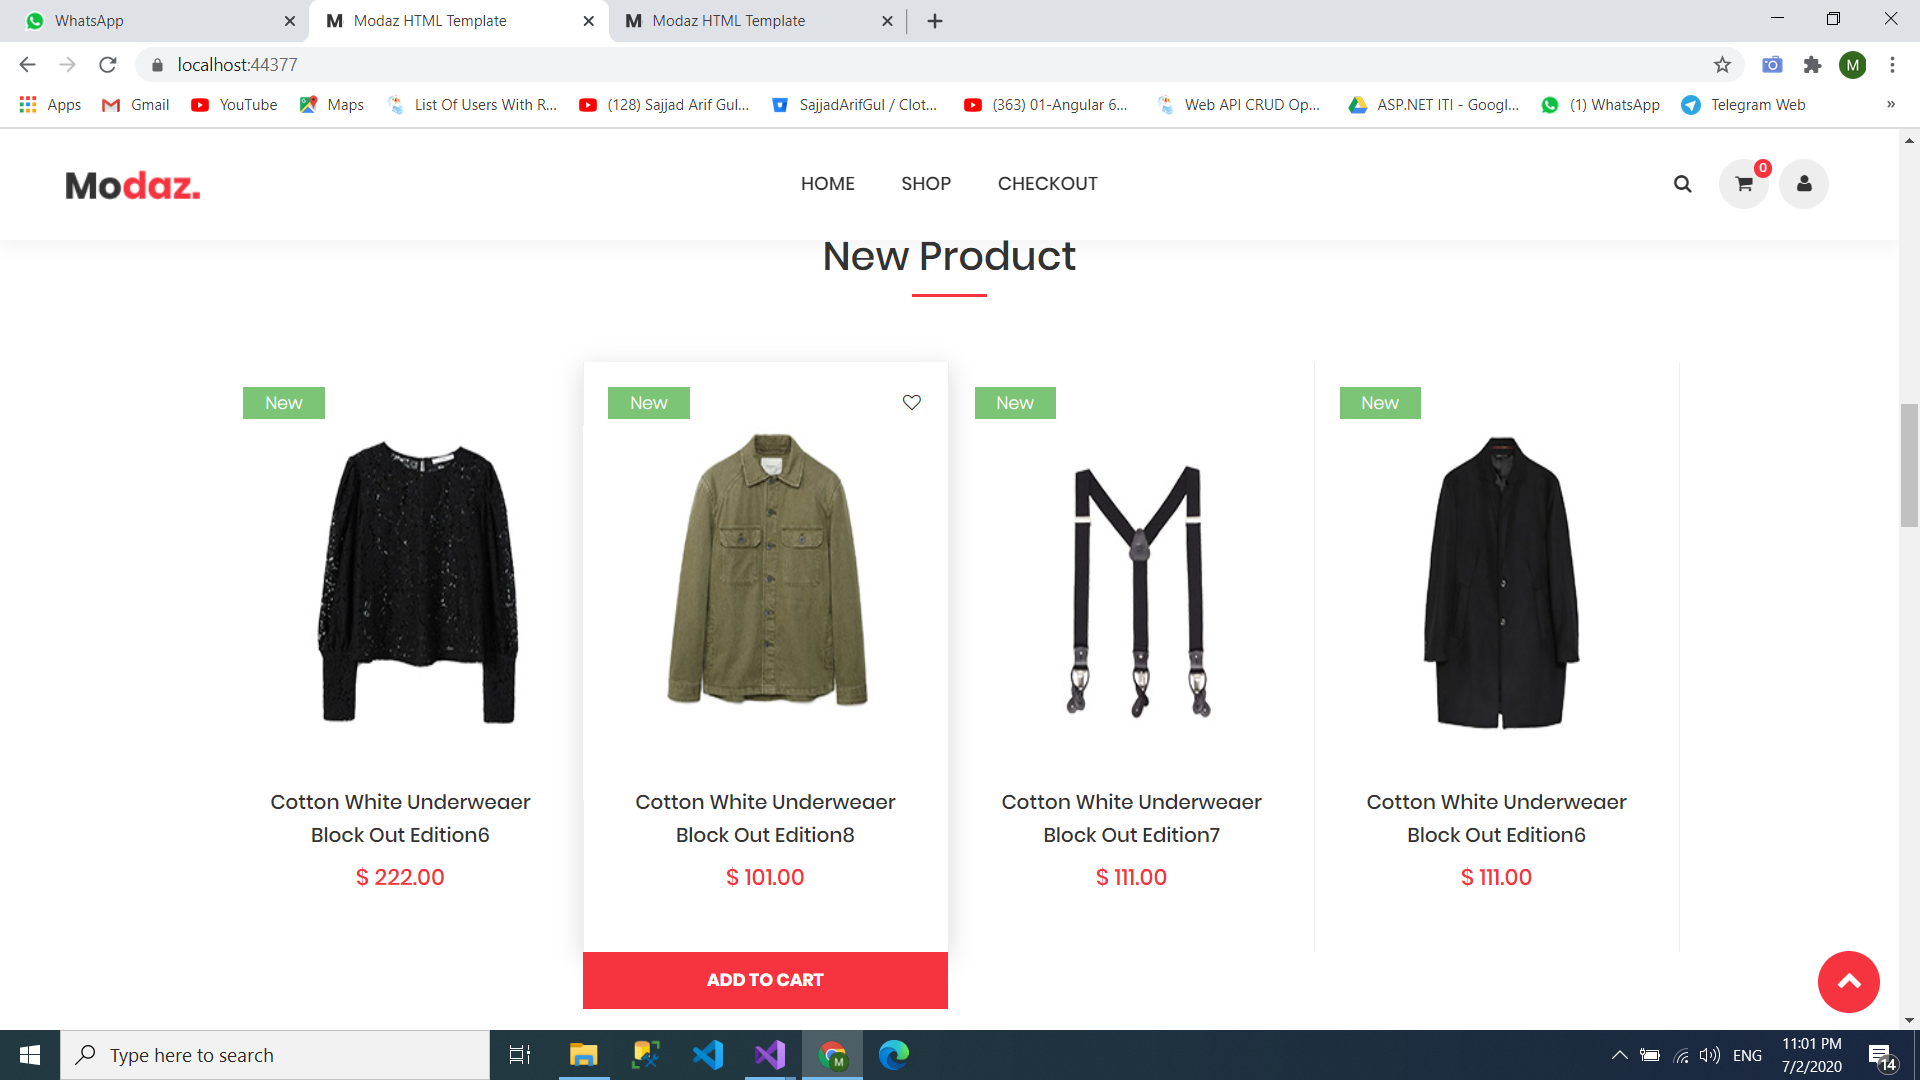 WhatsApp
Modaz HTML Template
Modaz HTML Template
localhost:44377
M
Apps
Gmail
YouTube
Maps
List Of Users With R...
(128) Sajjad Arif Gul...
SajjadArifGul / Clot...
(363) 01-Angular 6...
Web API CRUD Op...
ASP.NET ITI - Googl...
(1) WhatsApp
Telegram Web
»
Modaz.
HOME
SHOP
CHECKOUT
0
New Product
New
New
New
New
Cotton White Underwear
Block Out Edition6
$ 222.00
Cotton White Underwear
Block Out Edition8
$ 101.00
ADD TO CART
Cotton White Underwear
Block Out Edition7
$ 111.00
Cotton White Underwear
Block Out Edition6
$ 111.00
Type here to search
M
ENG
11:01 PM
7/2/2020
14